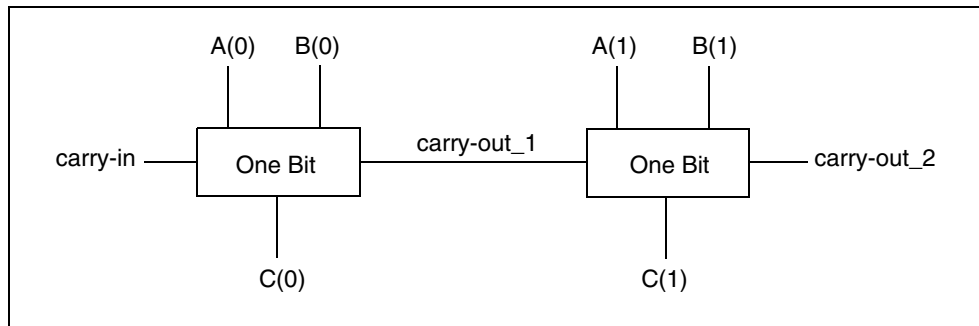 A(0) B(0) A(1) B(1)
carry-in One Bit carry-out_1 One Bit carry-out_2
C(0) C(1)